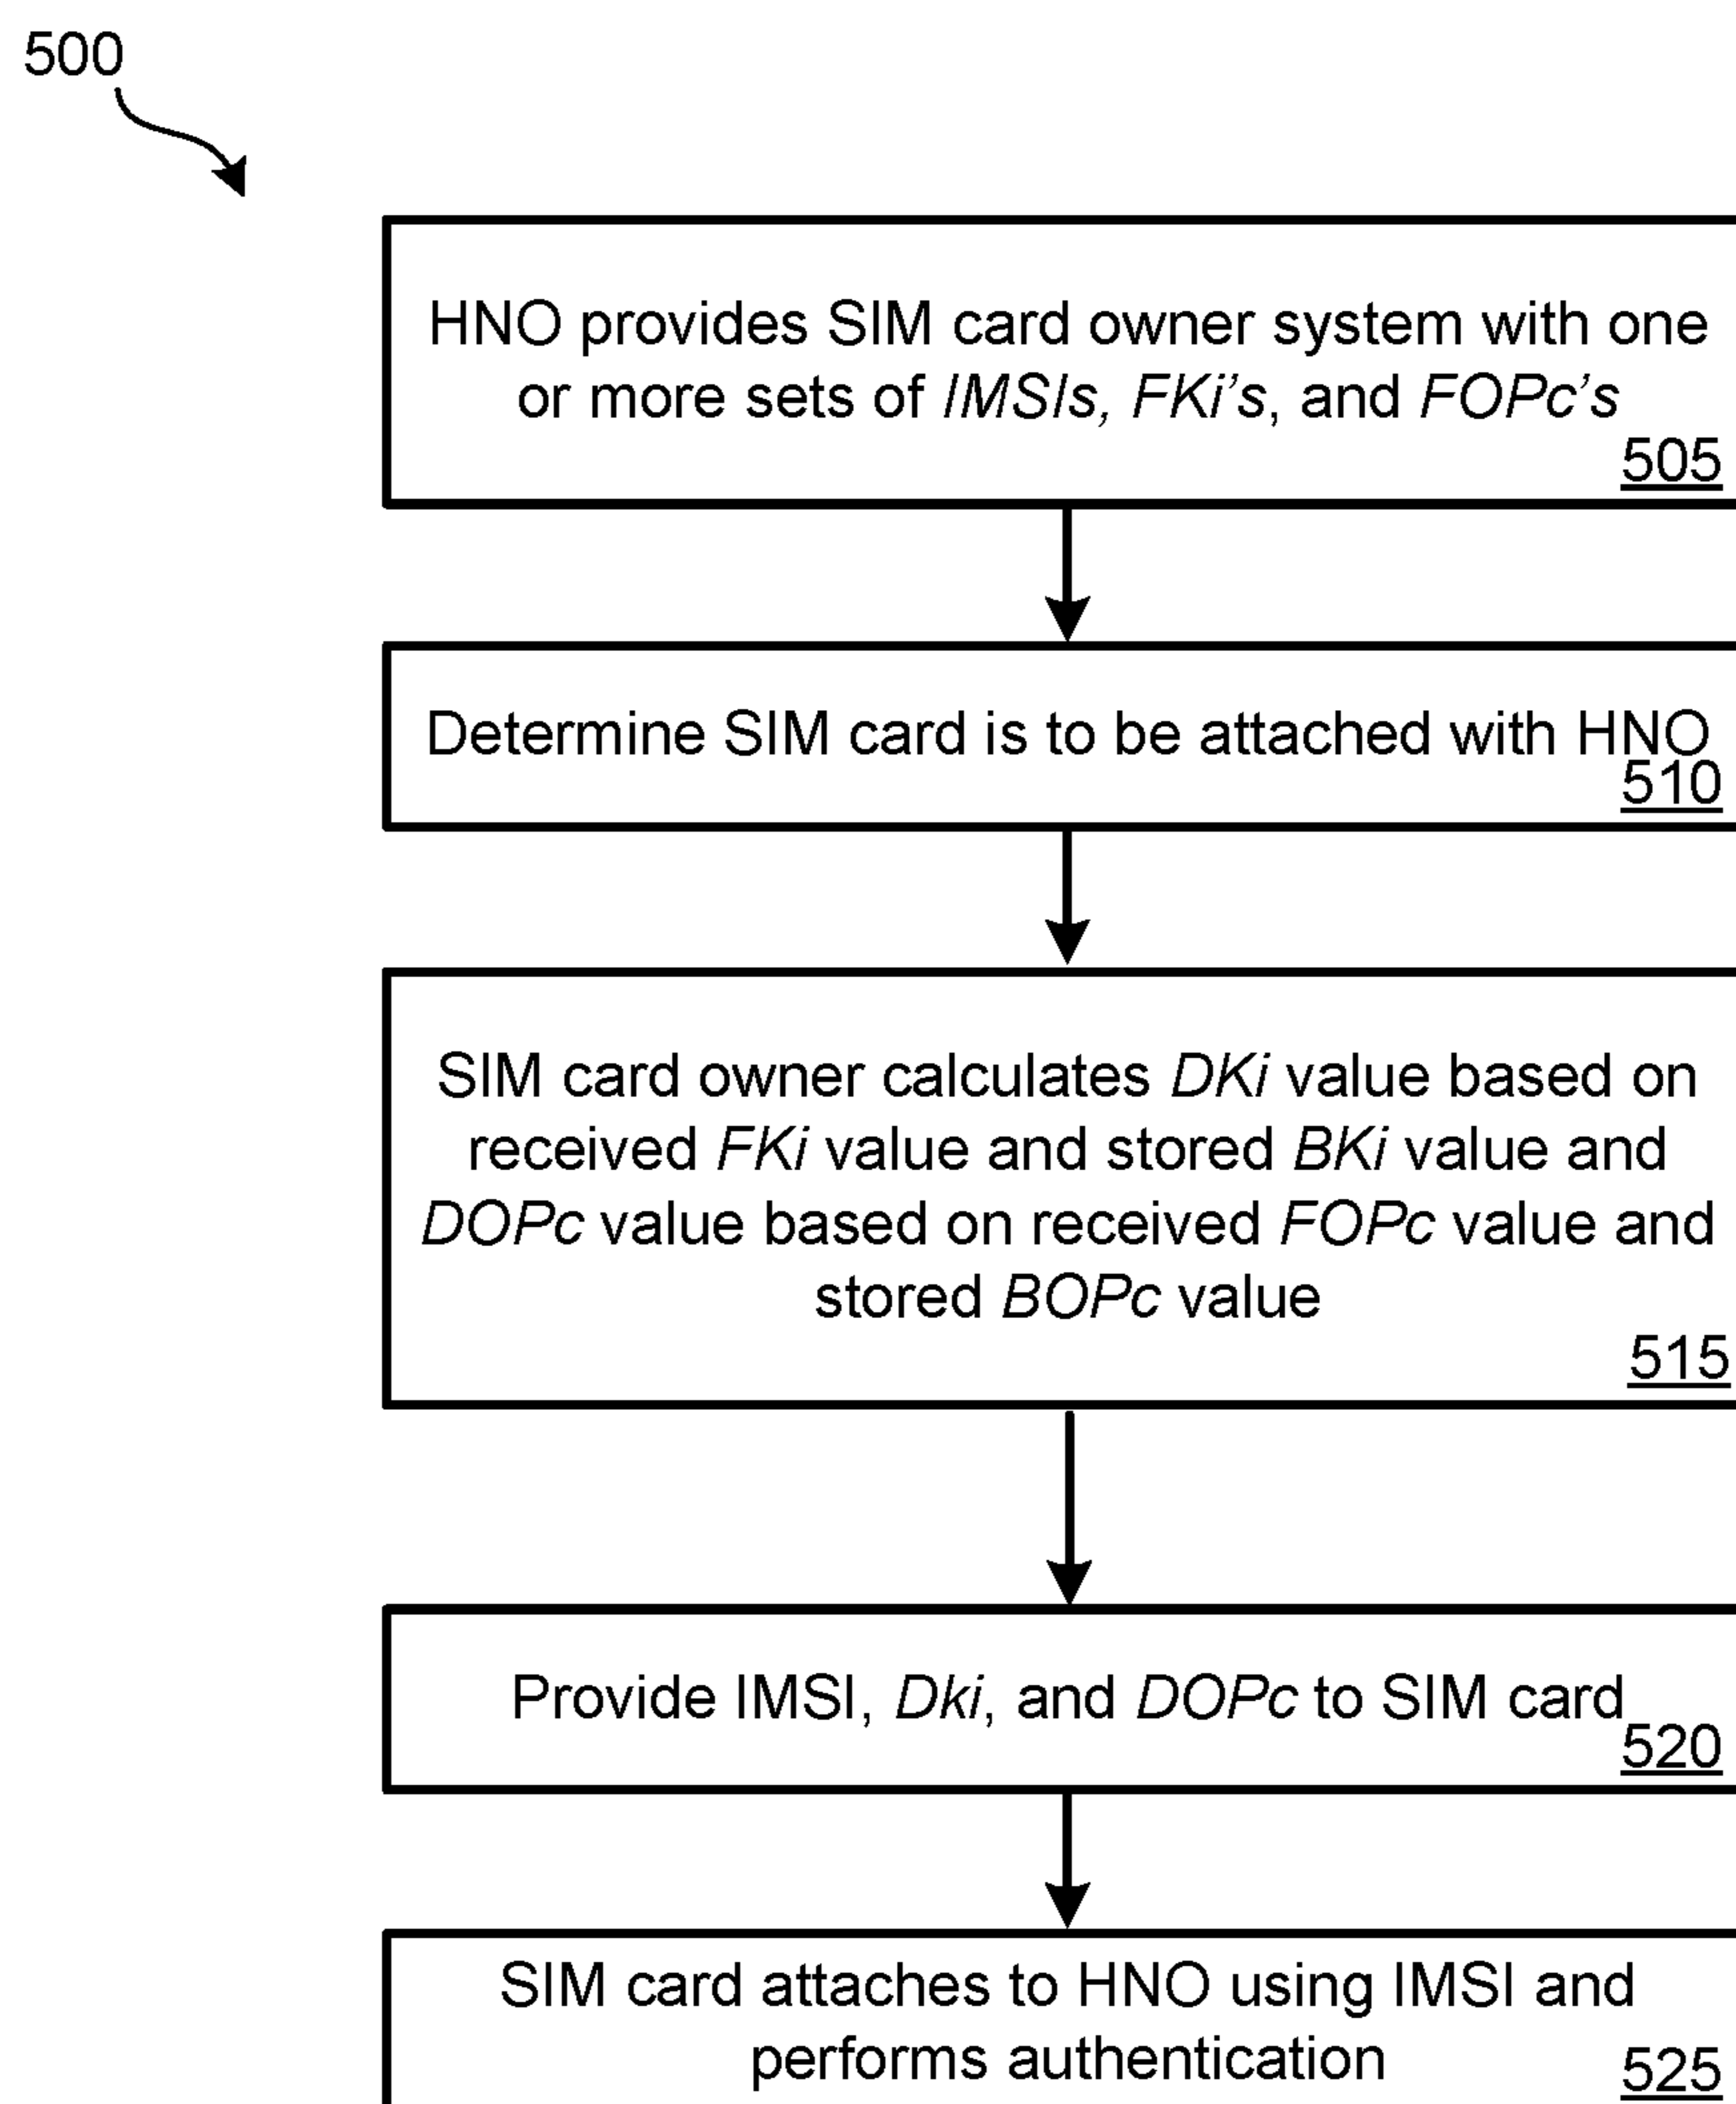 500
HNO provides SIM card owner system with one
or more sets of IMSIs, FKi’s, and FOPc’s
505
Determine SIM card is to be attached with HNO
510
SIM card owner calculates DKi value based on
received FKi value and stored BKi value and
DOPc value based on received FOPc value and
stored BOPc value
515
Provide IMSI, Dki, and DOPc to SIM card
520
SIM card attaches to HNO using IMSI and
performs authentication
525